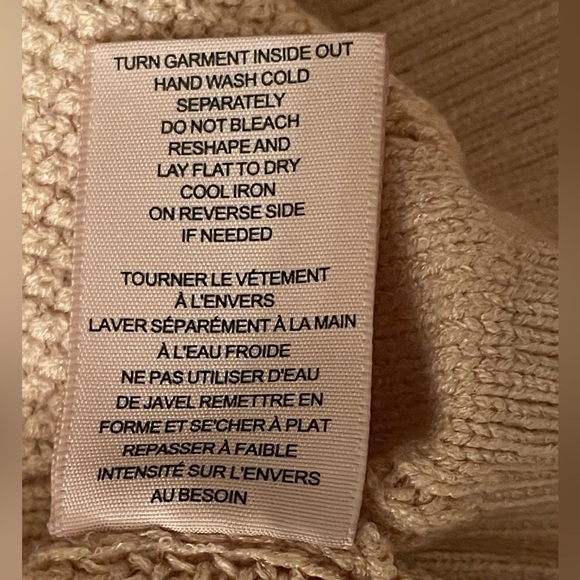 TURN GARMENT INSIDE OUT
HAND WASH COLD
SEPARATELY
DO NOT BLEACH
RESHAPE AND
LAY FLAT TO DRY
COOL IRON
ON REVERSE SIDE
IF NEEDED
TOURNER LE VÉTEMENT
À L'ENVERS
LAVER SÉPARÉMENT À LA MAIN
À L'EAU FROIDE
NE PAS UTILISER D'EAU
DE JAVEL REMETTRE EN
FORME ET SE'CHER À PLAT
REPASSER À FAIBLE
INTENSITÉ SUR L'ENVERS
AU BESOIN